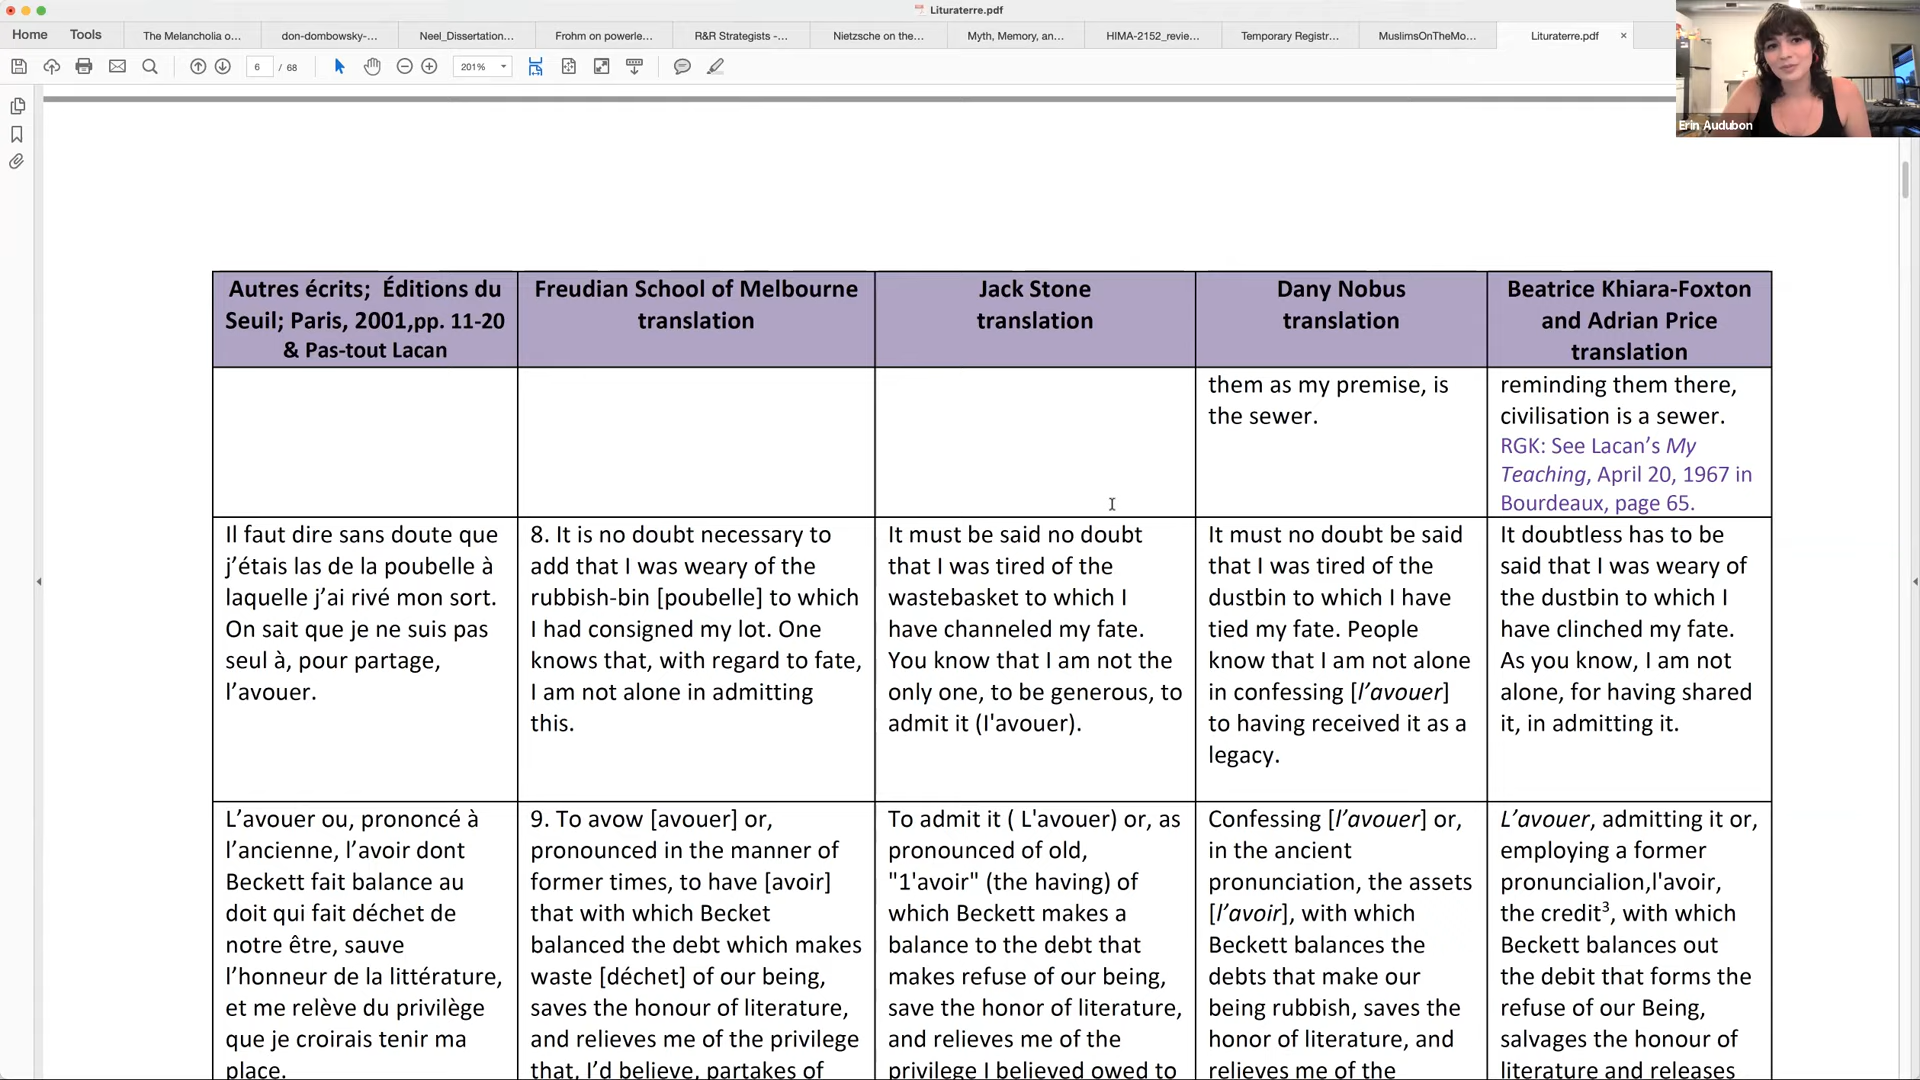 Lituraterre.pdf
Home
Tools
The Melancholia o...
don-dombowsky-...
Neel_Dissertation...
Frohm on powerle...
R&R Strategists -...
Nietzsche on the...
Myth, Memory, an...
HIMA-2152_revie...
Temporary Registr...
MuslimsOnTheMo...
Lituraterre.pdf
×
6
/ 68
201%
Erin Audubon
Autres écrits; Éditions du
Seuil; Paris, 2001,pp. 11-20
& Pas-tout Lacan
Freudian School of Melbourne
translation
Jack Stone
translation
Dany Nobus
translation
Beatrice Khiara-Foxton
and Adrian Price
translation
them as my premise, is
the sewer.
reminding them there,
civilisation is a sewer.
RGK: See Lacan’s My
Teaching, April 20, 1967 in
Bourdeaux, page 65.
Il faut dire sans doute que
j’étais las de la poubelle à
laquelle j’ai rivé mon sort.
On sait que je ne suis pas
seul à, pour partage,
l’avouer.
8. It is no doubt necessary to
add that I was weary of the
rubbish-bin [poubelle] to which
I had consigned my lot. One
knows that, with regard to fate,
I am not alone in admitting
this.
It must be said no doubt
that I was tired of the
wastebasket to which I
have channeled my fate.
You know that I am not the
only one, to be generous, to
admit it (I'avouer).
It must no doubt be said
that I was tired of the
dustbin to which I have
tied my fate. People
know that I am not alone
in confessing [l’avouer]
to having received it as a
legacy.
It doubtless has to be
said that I was weary of
the dustbin to which I
have clinched my fate.
As you know, I am not
alone, for having shared
it, in admitting it.
L’avouer ou, prononcé à
l’ancienne, l’avoir dont
Beckett fait balance au
doit qui fait déchet de
notre être, sauve
l’honneur de la littérature,
et me relève du privilège
que je croirais tenir ma
place.
9. To avow [avouer] or,
pronounced in the manner of
former times, to have [avoir]
that with which Becket
balanced the debt which makes
waste [déchet] of our being,
saves the honour of literature,
and relieves me of the privilege
that, I’d believe, partakes of
To admit it ( L'avouer) or, as
pronounced of old,
"1'avoir" (the having) of
which Beckett makes a
balance to the debt that
makes refuse of our being,
save the honor of literature,
and relieves me of the
privilege I believed owed to
Confessing [l’avouer] or,
in the ancient
pronunciation, the assets
[l’avoir], with which
Beckett balances the
debts that make our
being rubbish, saves the
honor of literature, and
relieves me of the
L’avouer, admitting it or,
employing a former
pronuncialion,l'avoir,
the credit3, with which
Beckett balances out
the debit that forms the
refuse of our Being,
salvages the honour of
literature and releases